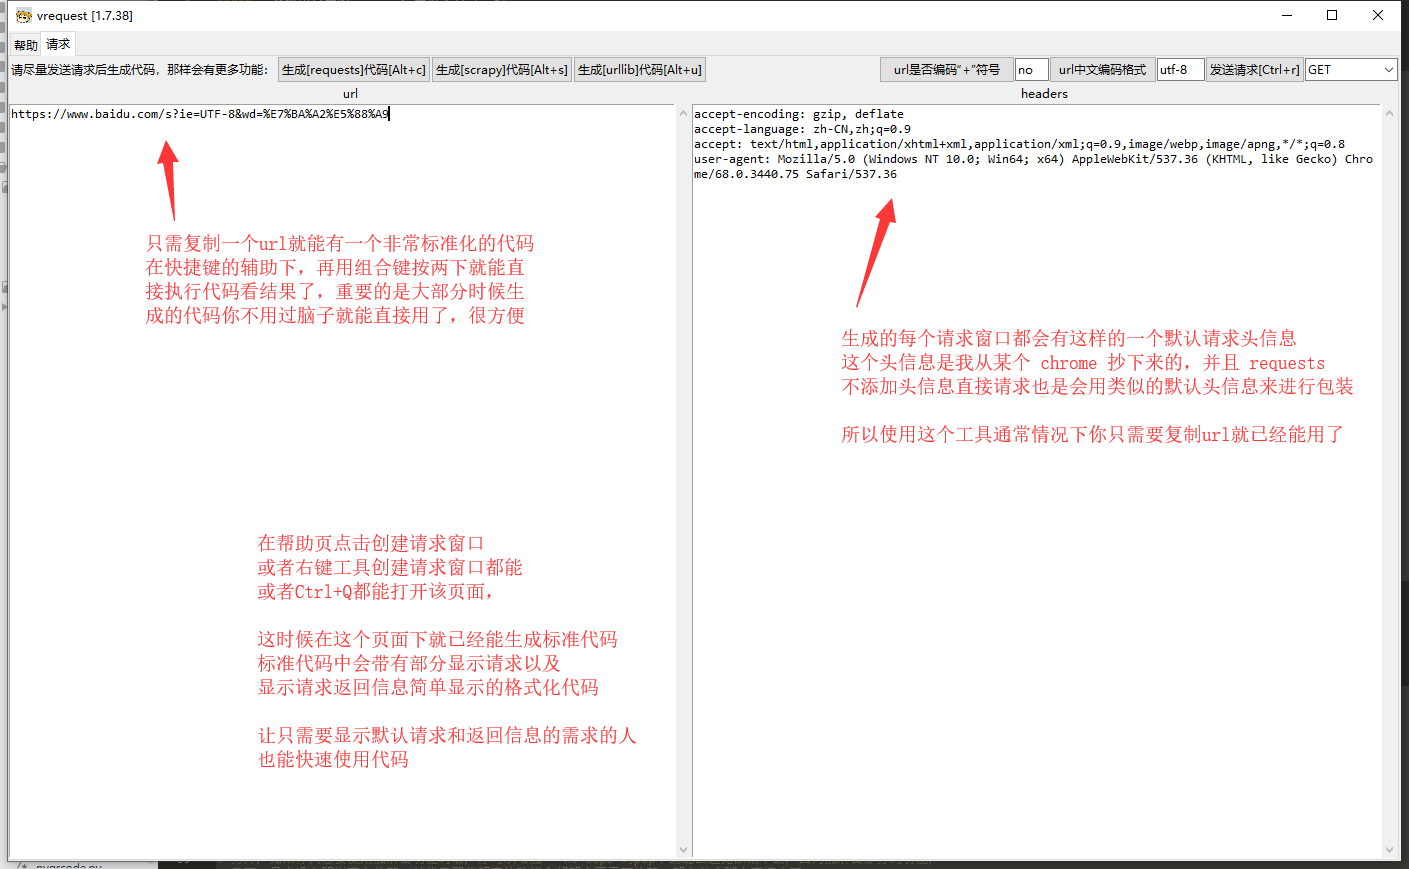 vrequest [1.7.38]
帮助 请求
请尽量发送请求后生成代码，那样会有更多功能： 生成[requests]代码[Alt+c] 生成[scrapy]代码[Alt+s] 生成[urllib]代码[Alt+u] url是否编码“+”符号 no url中文编码格式 utf-8 发送请求[Ctrl+r] GET
url
https://www.baidu.com/s?ie=UTF-8&wd=%E7%BA%A2%E5%88%A9
只需复制一个url就能有一个非常标准化的代码
在快捷键的辅助下，再用组合键按两下就能直
接执行代码看结果了，重要的是大部分时候生
成的代码你不用过脑子就能直接用了，很方便
在帮助页点击创建请求窗口
或者右键工具创建请求窗口都能
或者Ctrl+Q都能打开该页面，
这时候在这个页面下就已经能生成标准代码
标准代码中会带有部分显示请求以及
显示请求返回信息简单显示的格式化代码
让只需要显示默认请求和返回信息的需求的人
也能快速使用代码
headers
accept-encoding: gzip, deflate
accept-language: zh-CN,zh;q=0.9
accept: text/html,application/xhtml+xml,application/xml;q=0.9,image/webp,image/apng,*/*;q=0.8
user-agent: Mozilla/5.0 (Windows NT 10.0; Win64; x64) AppleWebKit/537.36 (KHTML, like Gecko) Chro
me/68.0.3440.75 Safari/537.36
生成的每个请求窗口都会有这样的一个默认请求头信息
这个头信息是我从某个 chrome 抄下来的，并且 requests
不添加头信息直接请求也是会用类似的默认头信息来进行包装
所以使用这个工具通常情况下你只需要复制url就已经能用了